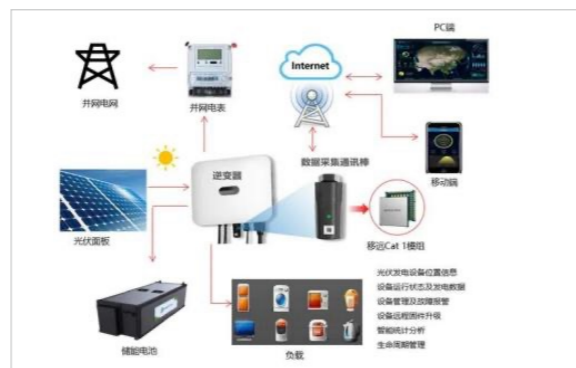 PC端
Internet
并网电网
并网电表
数据采集通讯棒
移动端
逆变器
光伏面板
移远Cat 1模组
储能电池
负载
光伏发电设备位置信息
设备运行状态及发电数据
设备管理及故障报警
设备远程固件升级
智能统计分析
生命周期管理